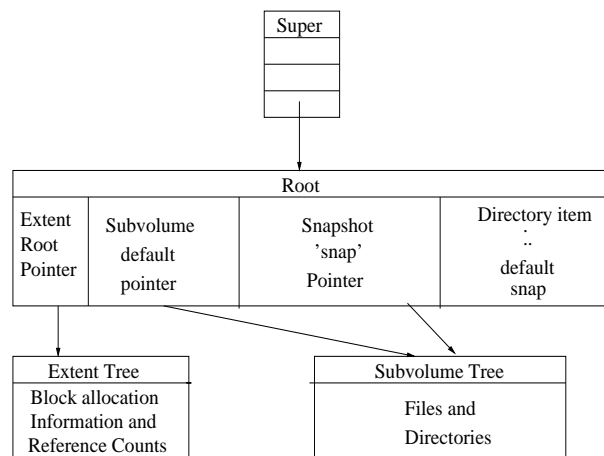 Super
Root
Extent
Root
Pointer
Subvolume
default
pointer
Snapshot
'snap'
Pointer
Directory item
.
..
default
snap
Extent Tree
Block allocation
Information and
Reference Counts
Subvolume Tree
Files and
Directories